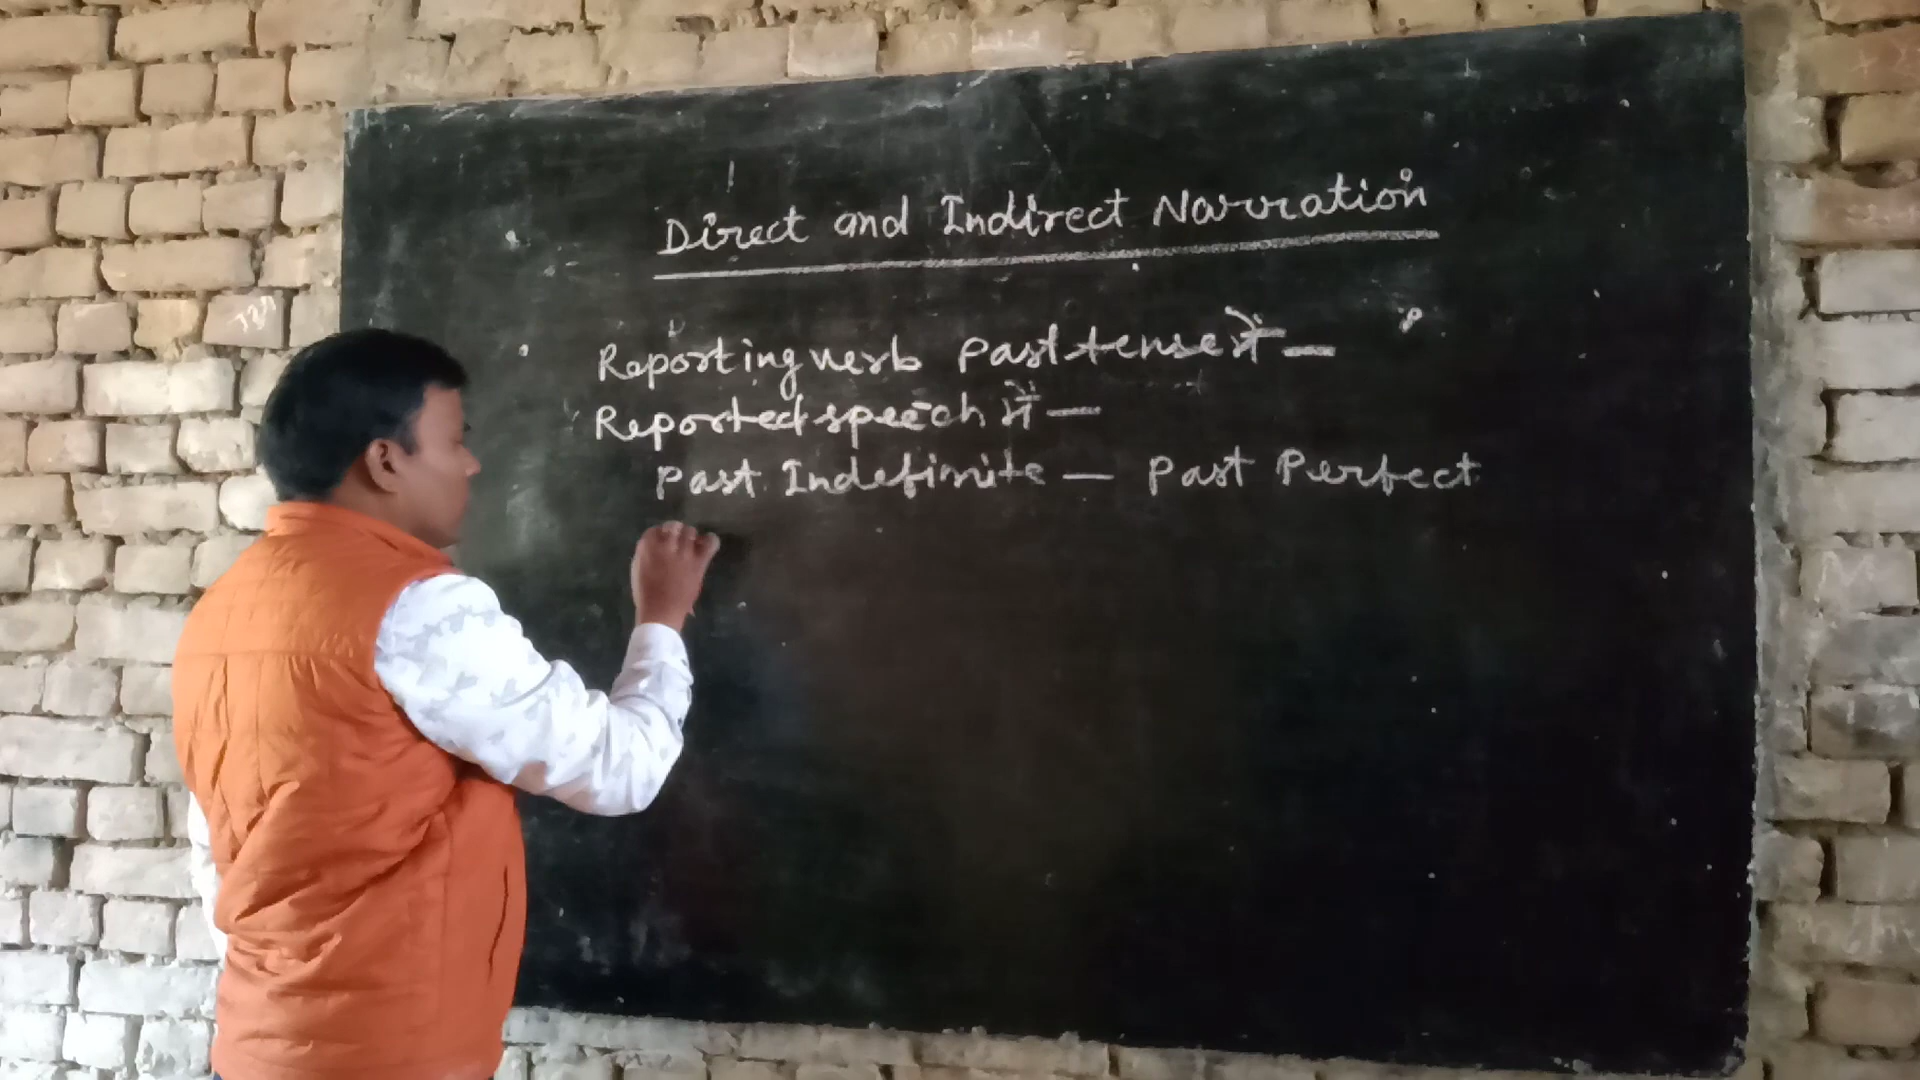 Direct and Indirect Narration
Reporting verb Past tense में —
Reported speech में —
Past Indefinite — Past Perfect